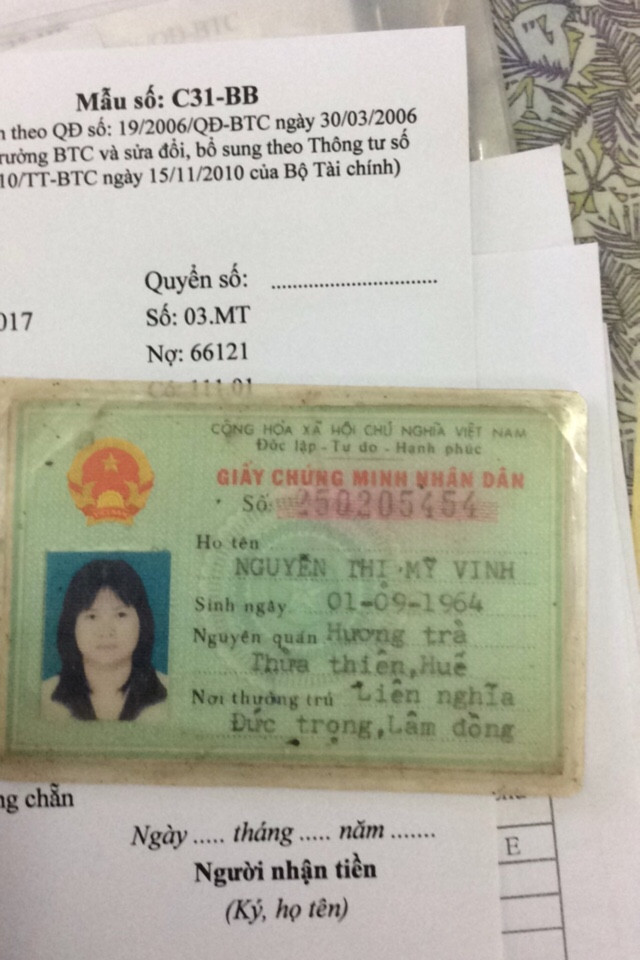 QĐ-BTC
Mẫu số: C31-BB
theo QĐ số: 19/2006/QĐ-BTC ngày 30/03/2006
trưởng BTC và sửa đổi, bổ sung theo Thông tư số
10/TT-BTC ngày 15/11/2010 của Bộ Tài chính)
Quyển số: ..............................
017
Số: 03.MT
Nợ: 66121
Có: 111.01
CỘNG HÒA XÃ HỘI CHỦ NGHĨA VIỆT NAM
Độc lập - Tự do - Hạnh phúc
GIẤY CHỨNG MINH NHÂN DÂN
Số: 250205454
Họ tên
NGUYỄN THỊ MỸ VINH
Sinh ngày 01-09-1964
Nguyên quán Hương trà
Thừa thiên,Huế
Nơi thường trú Liên nghĩa
Đức trọng,Lâm đồng
ng chẵn
Ngày ..... tháng ..... năm .......
Người nhận tiền
(Ký, họ tên)
E